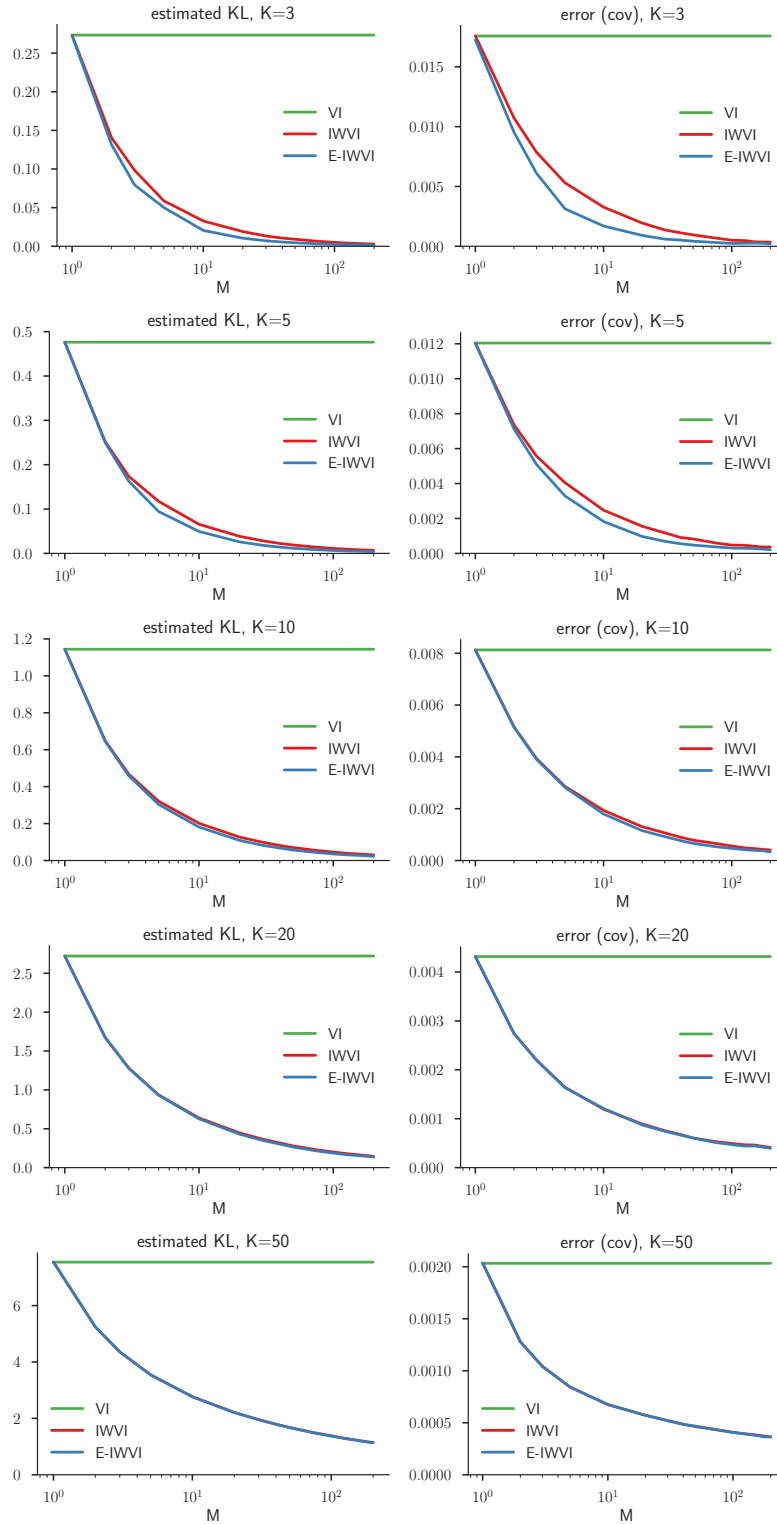 estimated KL, K=3
0.25
0.20
0.15
0.10
0.05
0.00
VI
IWVI
E-IWVI
10⁰ 10¹ 10²
M
error (cov), K=3
0.015
0.010
0.005
0.000
VI
IWVI
E-IWVI
10⁰ 10¹ 10²
M
estimated KL, K=5
0.5
0.4
0.3
0.2
0.1
0.0
VI
IWVI
E-IWVI
10⁰ 10¹ 10²
M
error (cov), K=5
0.012
0.010
0.008
0.006
0.004
0.002
0.000
VI
IWVI
E-IWVI
10⁰ 10¹ 10²
M
estimated KL, K=10
1.2
1.0
0.8
0.6
0.4
0.2
0.0
VI
IWVI
E-IWVI
10⁰ 10¹ 10²
M
error (cov), K=10
0.008
0.006
0.004
0.002
0.000
VI
IWVI
E-IWVI
10⁰ 10¹ 10²
M
estimated KL, K=20
2.5
2.0
1.5
1.0
0.5
0.0
VI
IWVI
E-IWVI
10⁰ 10¹ 10²
M
error (cov), K=20
0.004
0.003
0.002
0.001
0.000
VI
IWVI
E-IWVI
10⁰ 10¹ 10²
M
estimated KL, K=50
6
4
2
0
VI
IWVI
E-IWVI
10⁰ 10¹ 10²
M
error (cov), K=50
0.0020
0.0015
0.0010
0.0005
0.0000
VI
IWVI
E-IWVI
10⁰ 10¹ 10²
M